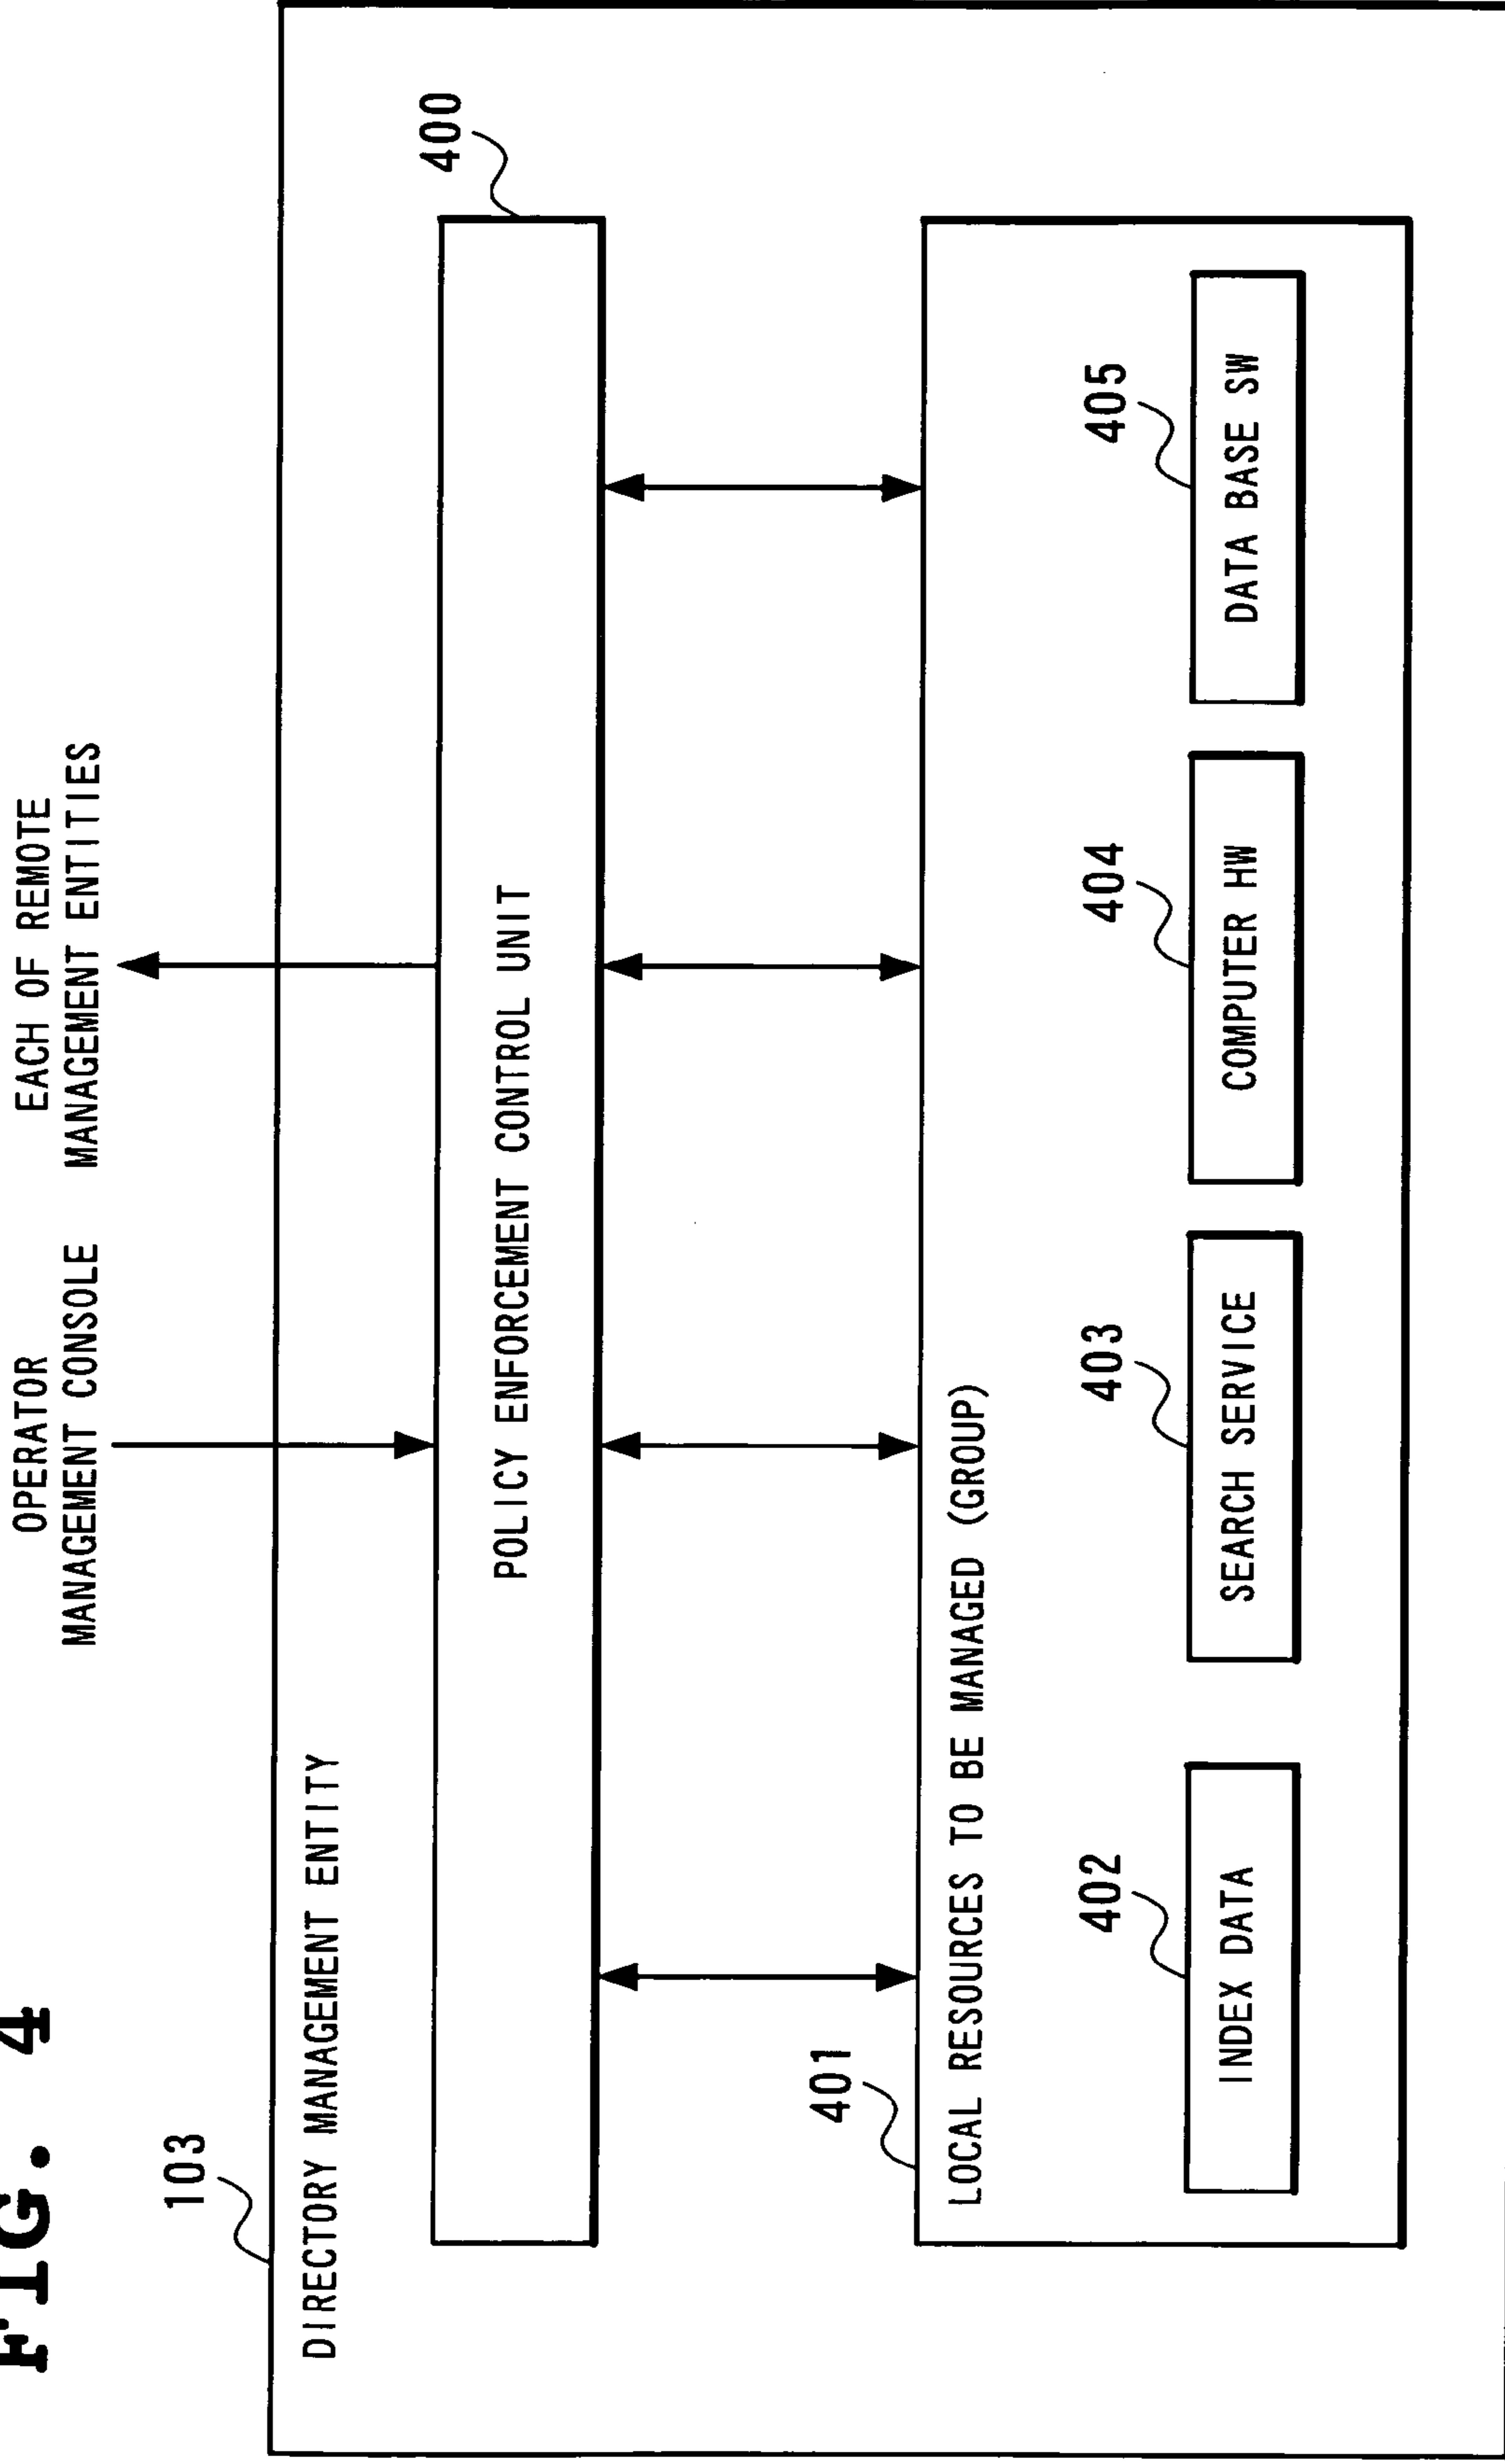 FIG. 4
OPERATOR
MANAGEMENT CONSOLE
EACH OF REMOTE
MANAGEMENT ENTITIES
103
DIRECTORY MANAGEMENT ENTITY
400
POLICY ENFORCEMENT CONTROL UNIT
401
LOCAL RESOURCES TO BE MANAGED (GROUP)
402
INDEX DATA
403
SEARCH SERVICE
404
COMPUTER HW
405
DATA BASE SW